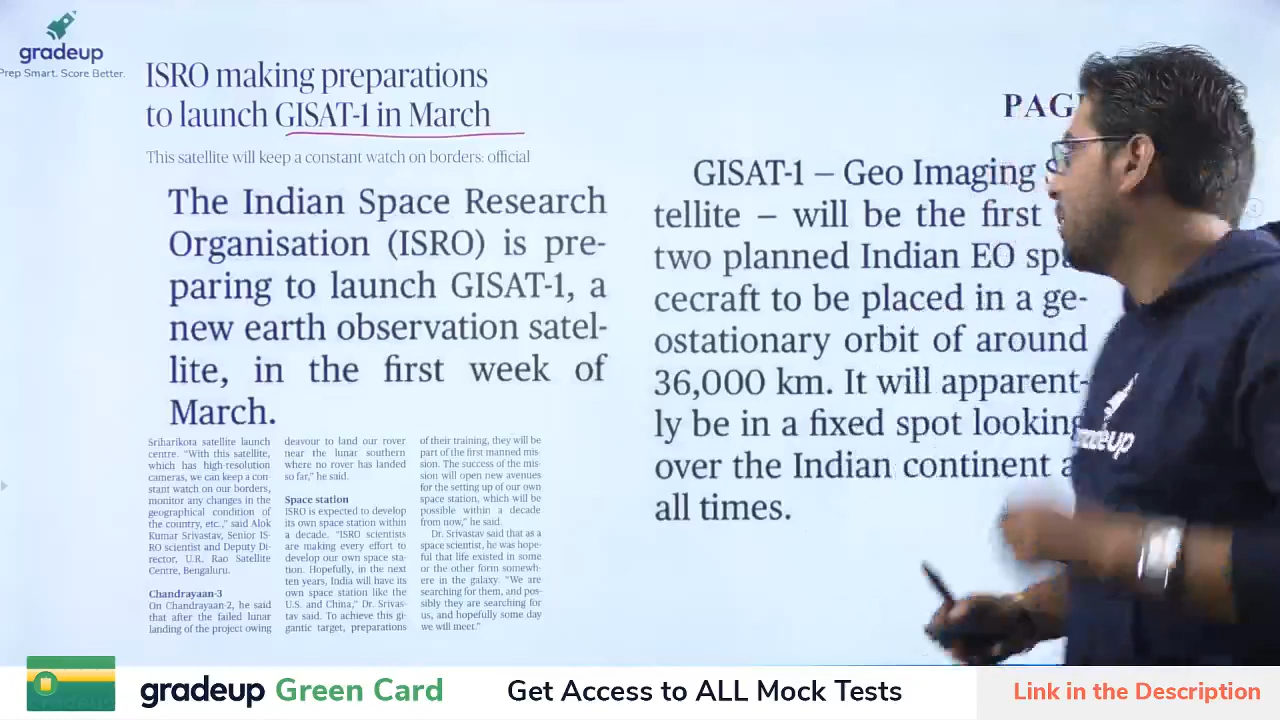 gradeup
Prep Smart. Score Better.
ISRO making preparations
to launch GISAT-1 in March
This satellite will keep a constant watch on borders: official
The Indian Space Research
Organisation (ISRO) is pre-
paring to launch GISAT-1, a
new earth observation satel-
lite, in the first week of
March.
Sriharikota satellite launch
centre. “With this satellite,
which has high-resolution
cameras, we can keep a con-
stant watch on our borders,
monitor any changes in the
geographical condition of
the country, etc.,” said Alok
Kumar Srivastav, Senior IS-
RO scientist and Deputy Di-
rector, U.R. Rao Satellite
Centre, Bengaluru.
Chandrayaan-3
On Chandrayaan-2, he said
that after the failed lunar
landing of the project owing
deavour to land our rover
near the lunar southern
where no rover has landed
so far,” he said.
Space station
ISRO is expected to develop
its own space station within
a decade. “ISRO scientists
are making every effort to
develop our own space sta-
tion. Hopefully, in the next
ten years, India will have its
own space station like the
U.S. and China,” Dr. Srivas-
tav said. To achieve this gi-
gantic target, preparations
of their training, they will be
part of the first manned mis-
sion. The success of the mis-
sion will open new avenues
for the setting up of our own
space station, which will be
possible within a decade
from now,” he said.
Dr. Srivastav said that as a
space scientist, he was hope-
ful that life existed in some
or the other form somewh-
ere in the galaxy. “We are
searching for them, and pos-
sibly they are searching for
us, and hopefully some day
we will meet.”
PAG
GISAT-1 – Geo Imaging
tellite – will be the first
two planned Indian EO
cecraft to be placed in a ge-
ostationary orbit of around
36,000 km. It will apparent-
ly be in a fixed spot looking
over the Indian continent
all times.
gradeup
gradeup Green Card
Get Access to ALL Mock Tests
Link in the Description